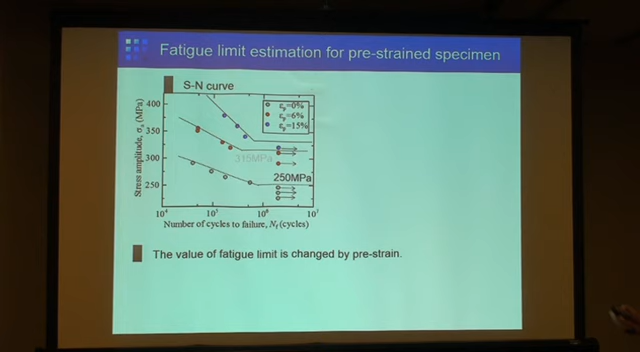 Fatigue limit estimation for pre-strained specimen
S-N curve
Stress amplitude, σa (MPa)
400
350
300
250
εp=0%
εp=6%
εp=15%
315MPa
250MPa
10⁴ 10⁵ 10⁶ 10⁷
Number of cycles to failure, Nf (cycles)
The value of fatigue limit is changed by pre-strain.